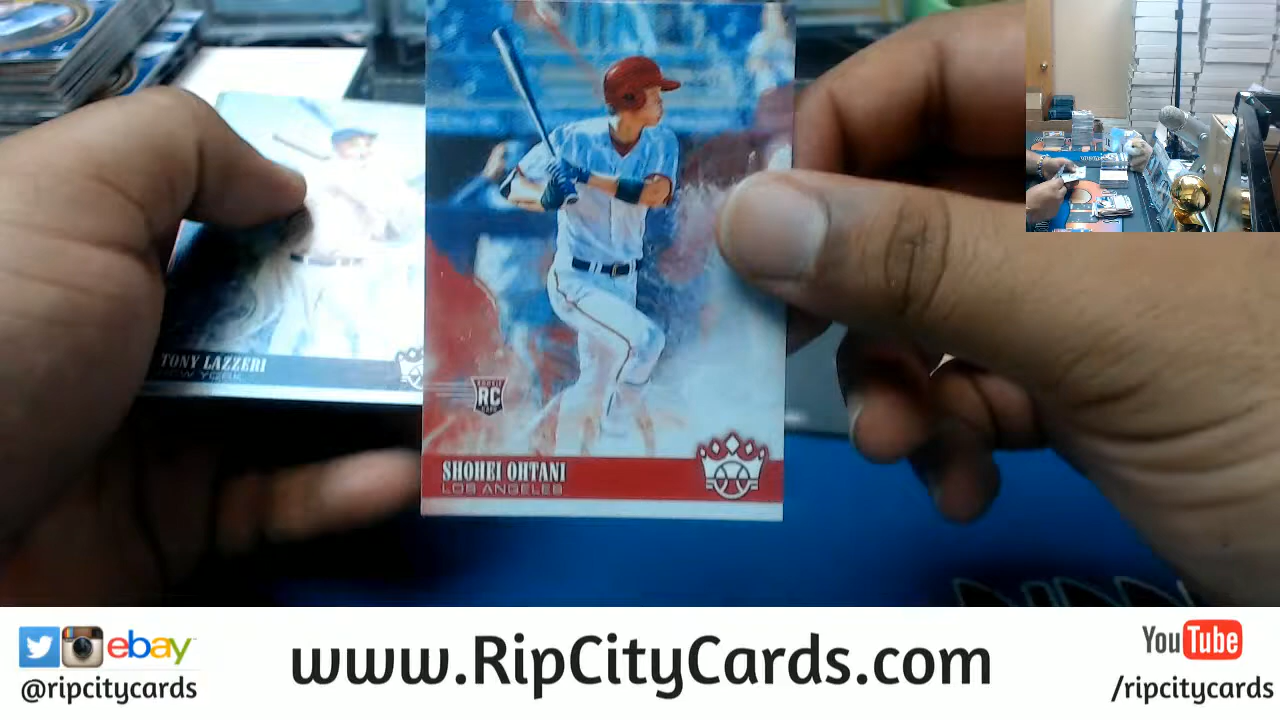 TONY LAZZERI
NEW YORK
ROOKIE
RC
SHOHEI OHTANI
LOS ANGELES
ebay
@ripcitycards
www.RipCityCards.com
YouTube
/ripcitycards